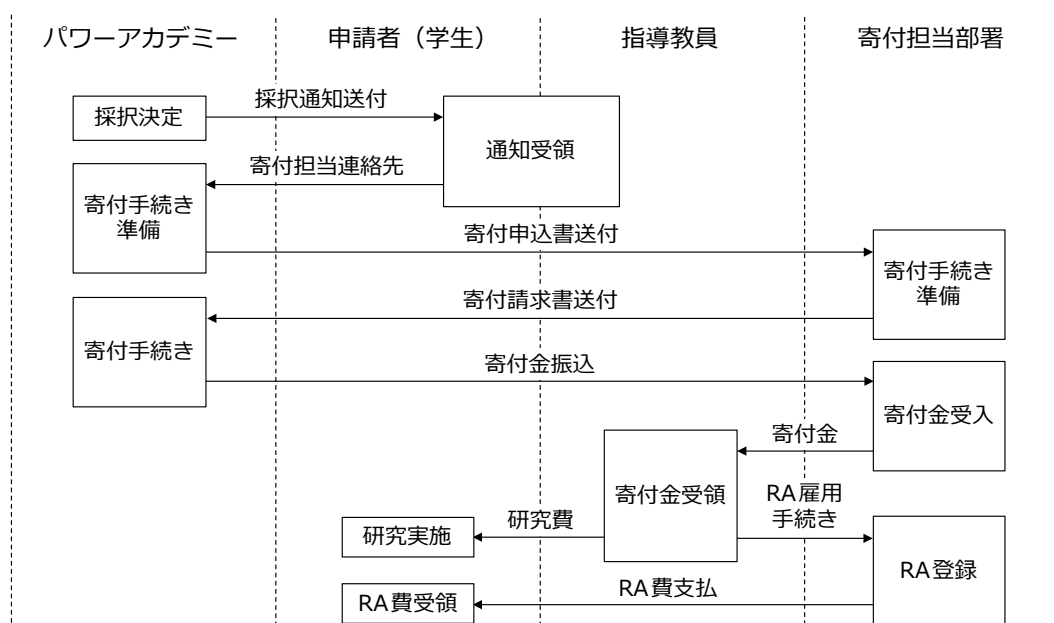 パワーアカデミー
申請者（学生）
指導教員
寄付担当部署
採択決定
採択通知送付
通知受領
寄付担当連絡先
寄付手続き
準備
寄付申込書送付
寄付手続き
準備
寄付請求書送付
寄付手続き
寄付金振込
寄付金受入
寄付金
寄付金受領
RA雇用
手続き
研究費
研究実施
RA登録
RA費支払
RA費受領